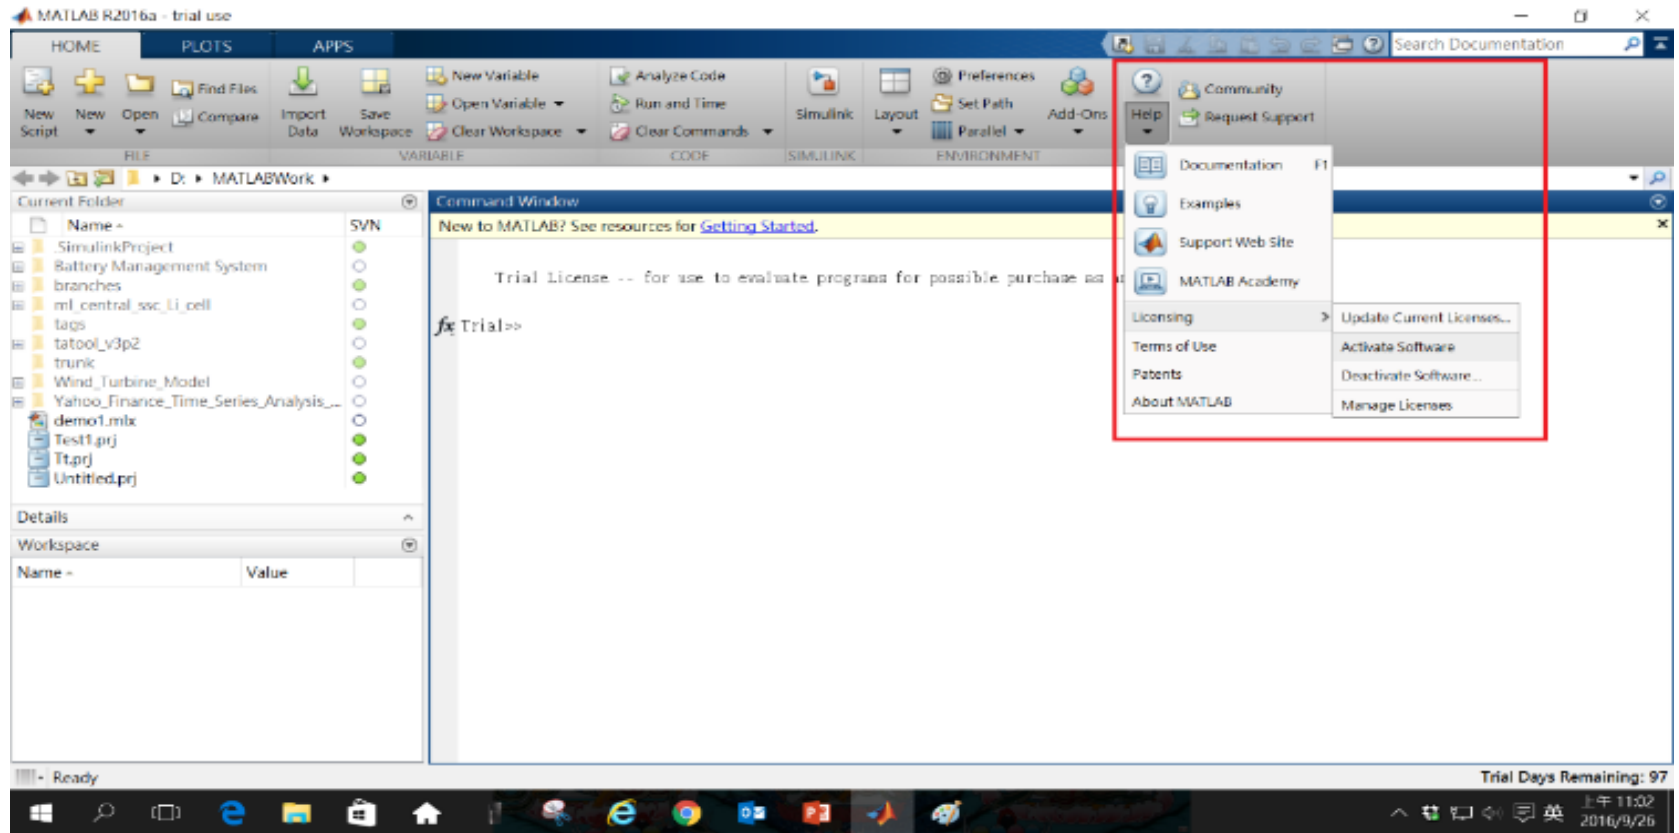 MATLAB R2016a - trial use
HOME PLOTS APPS
Search Documentation
New Script
New
Open
Find Files
Compare
Import Data
Save Workspace
New Variable
Open Variable
Clear Workspace
Analyze Code
Run and Time
Clear Commands
Simulink
Layout
Preferences
Set Path
Parallel
Add-Ons
Help
Community
Request Support
FILE VARIABLE CODE SIMULINK ENVIRONMENT
D: MATLABWork
Current Folder
Name SVN
.SimulinkProject
Battery Management System
branches
ml_central_ssc_Li_cell
tags
tatool_v3p2
trunk
Wind_Turbine_Model
Yahoo_Finance_Time_Series_Analysis_...
demo1.mlx
Test1.prj
Tt.prj
Untitled.prj
Details
Workspace
Name Value
Command Window
New to MATLAB? See resources for Getting Started.
Trial License -- for use to evaluate programs for possible purchase as
fx Trial>>
Documentation F1
Examples
Support Web Site
MATLAB Academy
Licensing
Terms of Use
Patents
About MATLAB
Update Current Licenses...
Activate Software
Deactivate Software...
Manage Licenses
Ready
Trial Days Remaining: 97
英
上午 11:02
2016/9/26